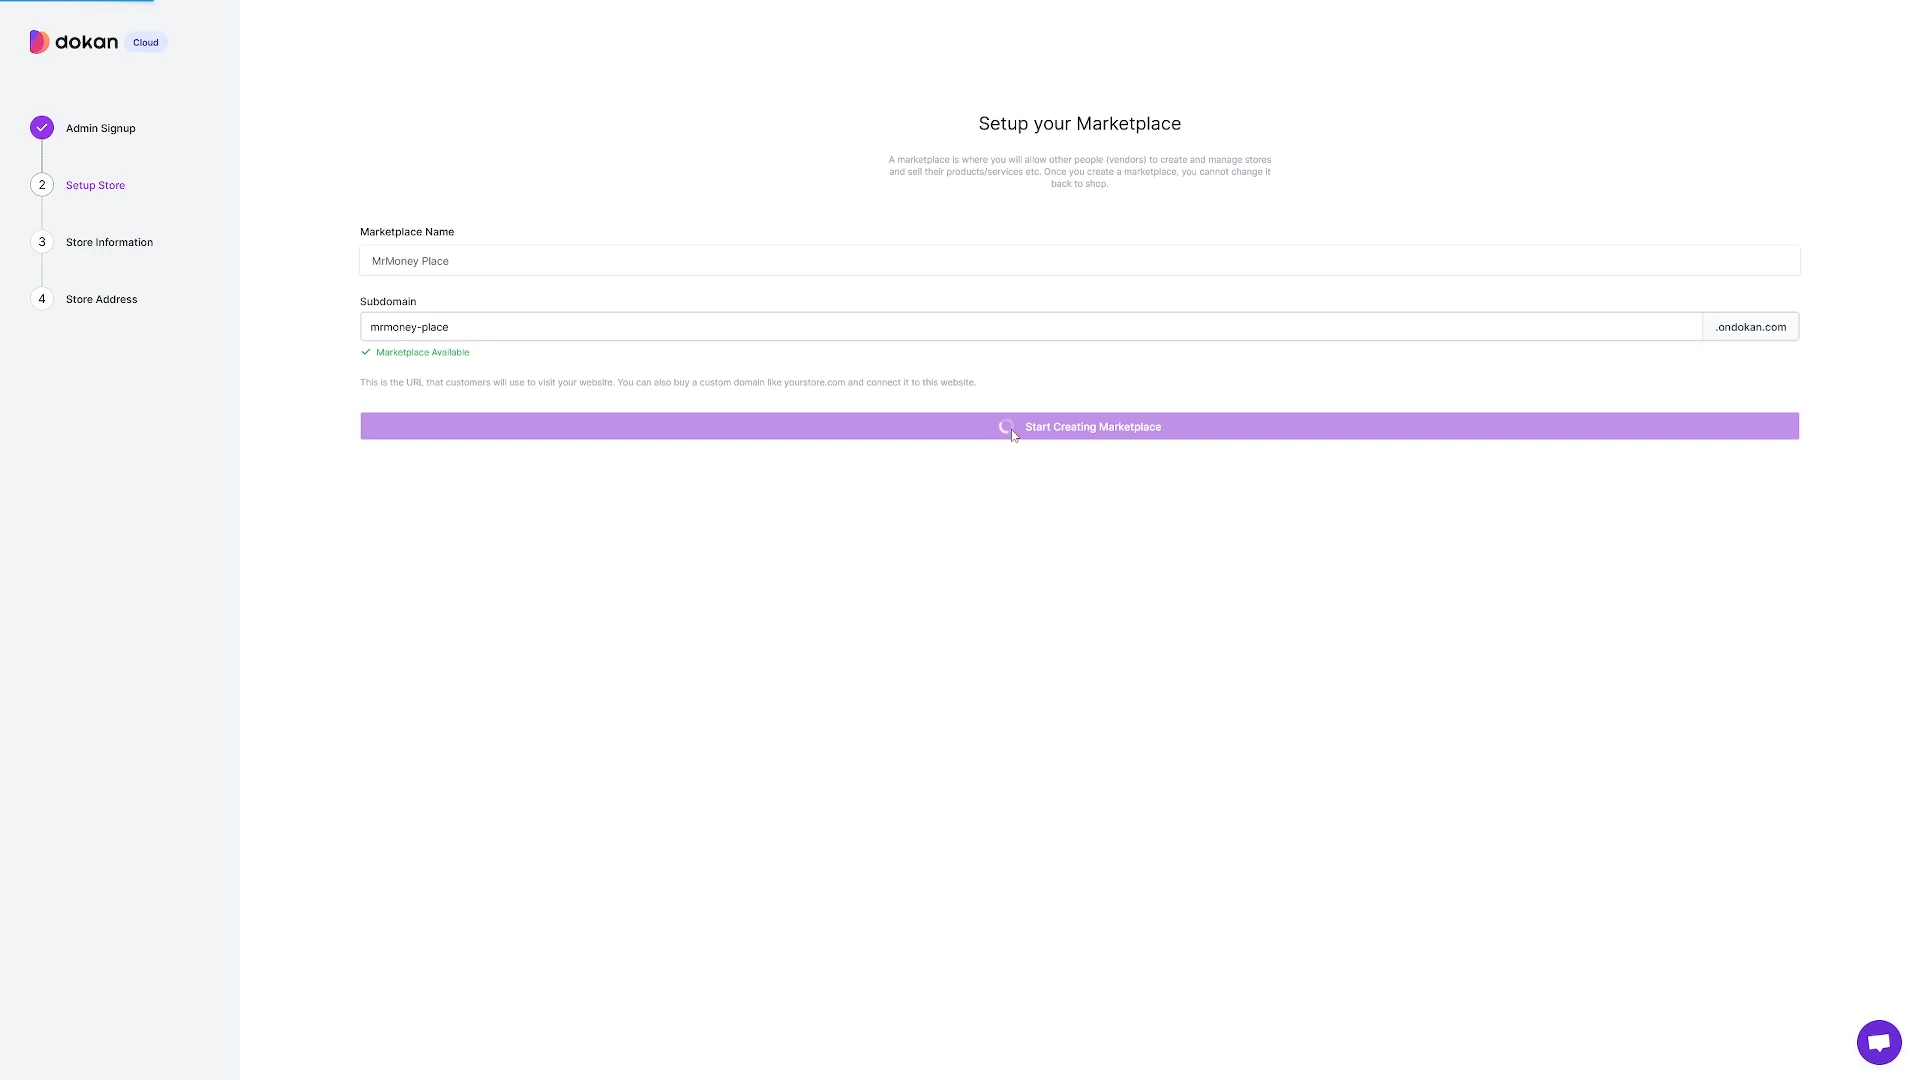 dokan Cloud
Admin Signup
2 Setup Store
3 Store Information
4 Store Address
Setup your Marketplace
A marketplace is where you will allow other people (vendors) to create and manage stores
and sell their products/services etc. Once you create a marketplace, you cannot change it
back to shop.
Marketplace Name
MrMoney Place
Subdomain
mrmoney-place .ondokan.com
Marketplace Available
This is the URL that customers will use to visit your website. You can also buy a custom domain like yourstore.com and connect it to this website.
Start Creating Marketplace